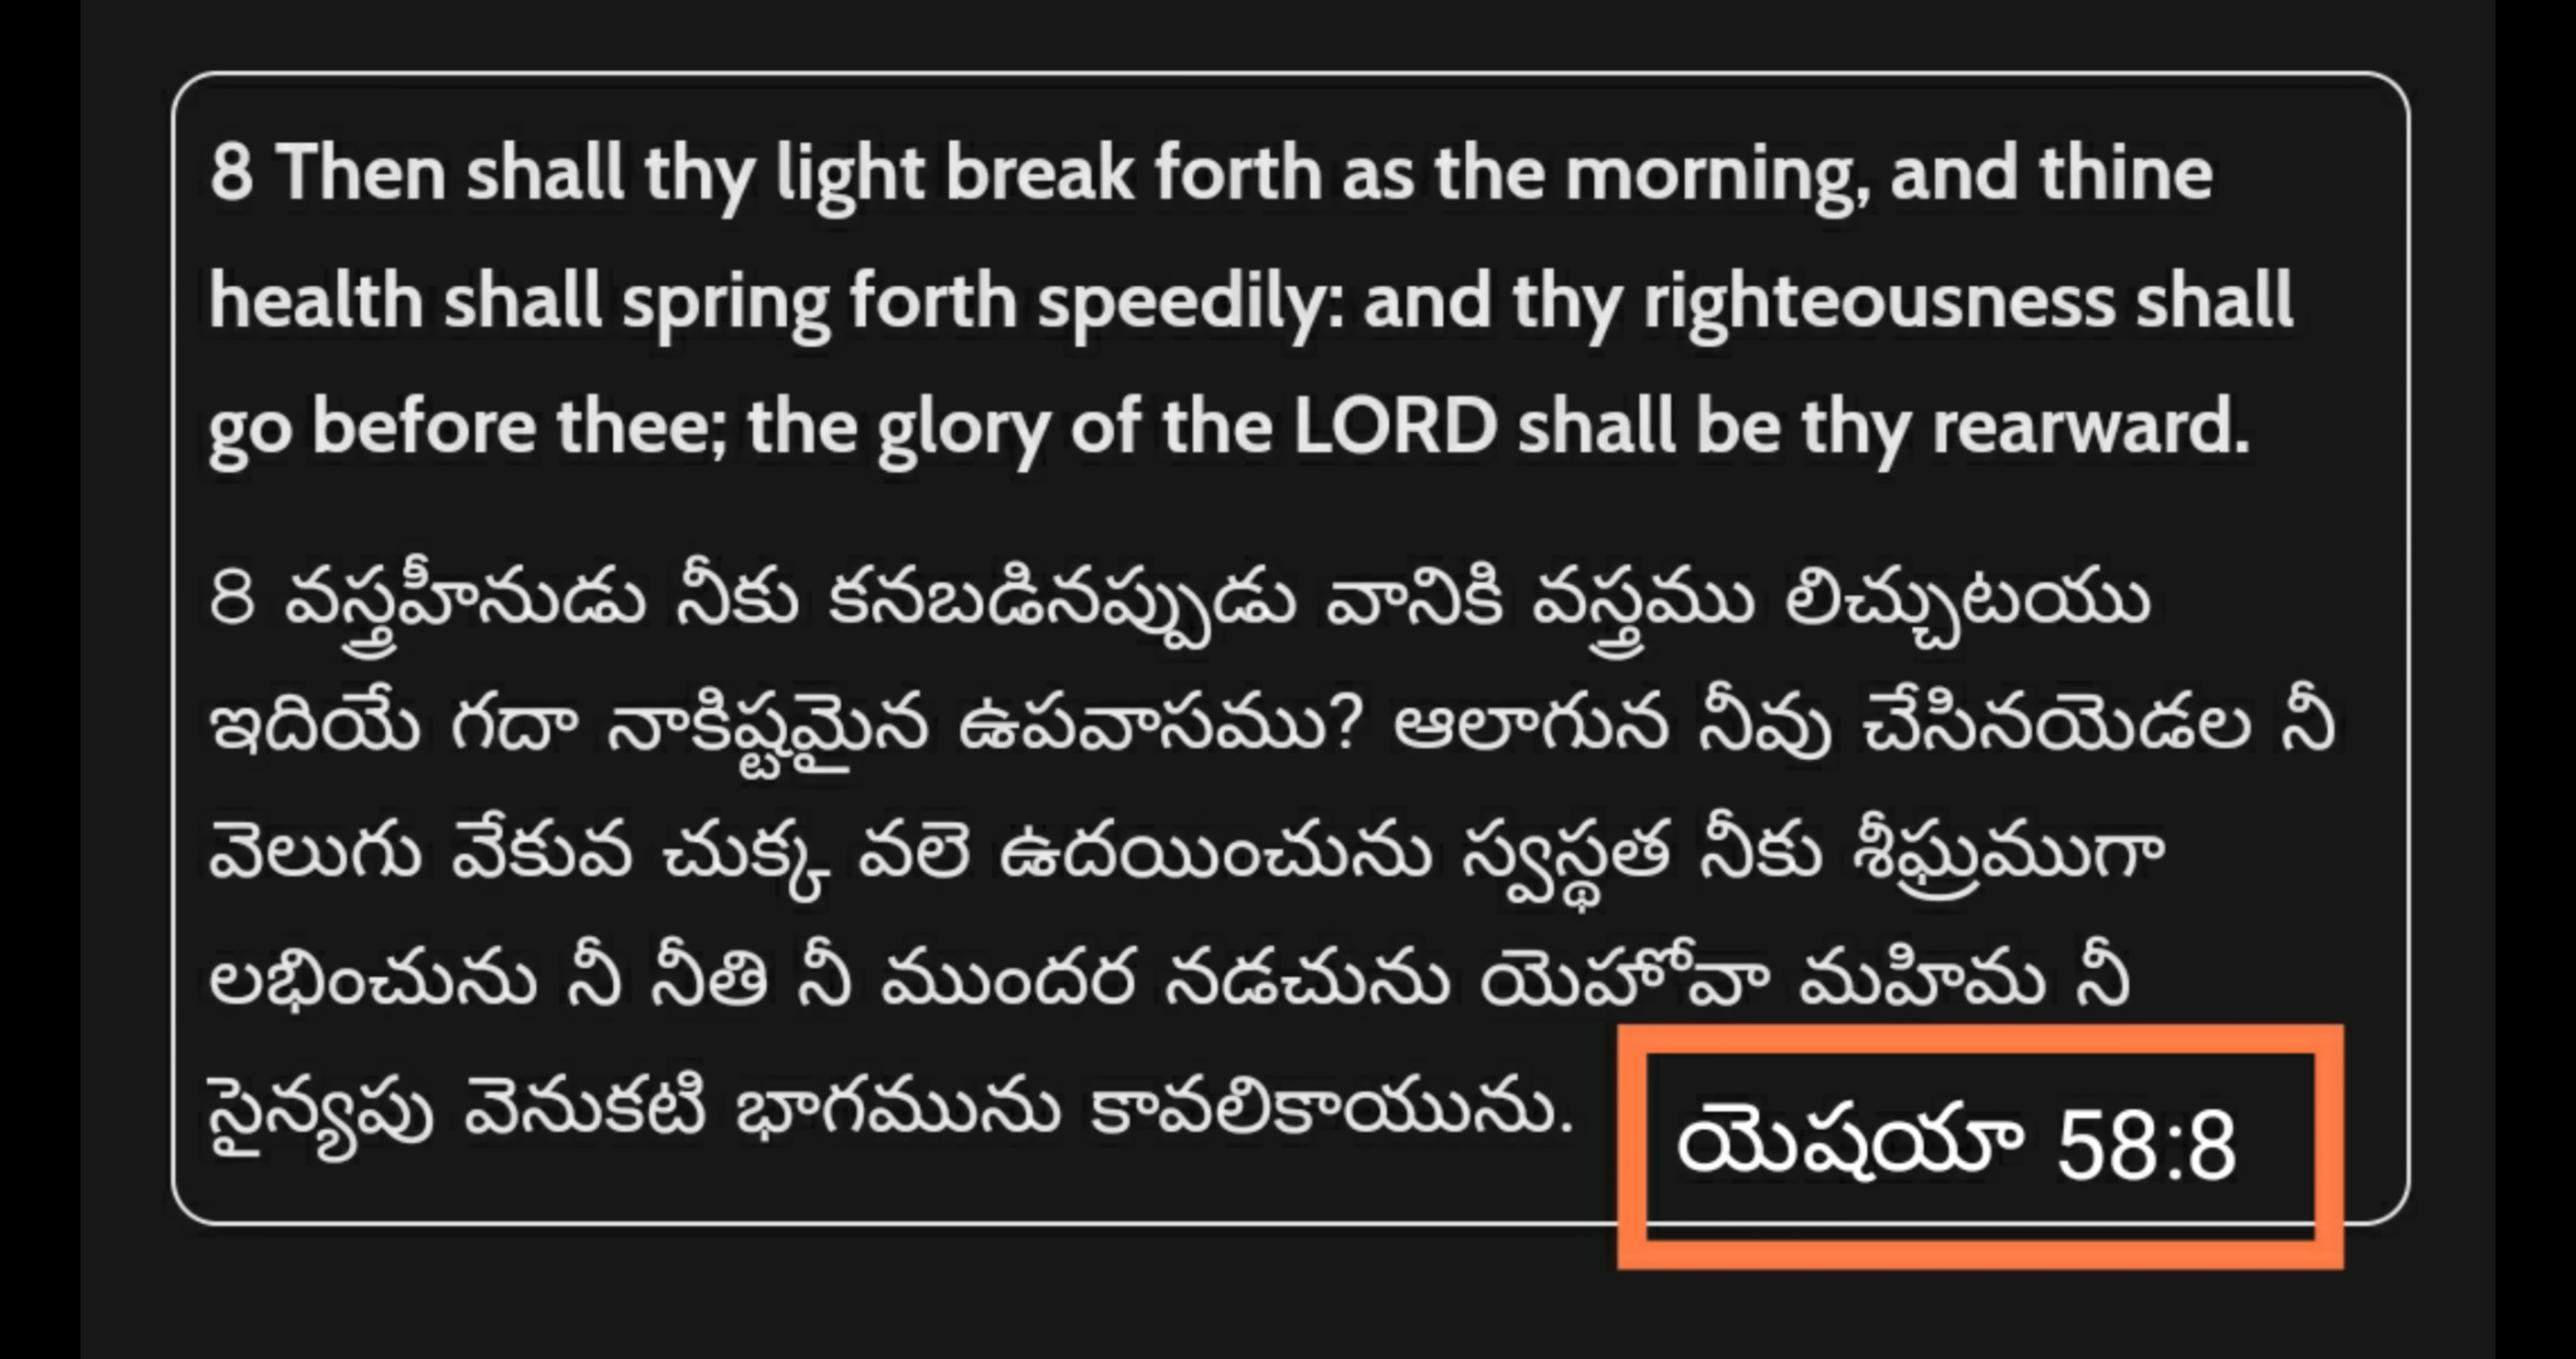 8 Then shall thy light break forth as the morning, and thine
health shall spring forth speedily: and thy righteousness shall
go before thee; the glory of the LORD shall be thy rearward.
8 వస్త్రహీనుడు నీకు కనబడినప్పుడు వానికి వస్త్రము లిచ్చుటయు
ఇదియే గదా నాకిష్టమైన ఉపవాసము? ఆలాగున నీవు చేసినయెడల నీ
వెలుగు వేకువ చుక్క వలె ఉదయించును స్వస్థత నీకు శీఘ్రముగా
లభించును నీ నీతి నీ ముందర నడచును యెహోవా మహిమ నీ
సైన్యపు వెనుకటి భాగమును కావలికాయును.
యెషయా 58:8